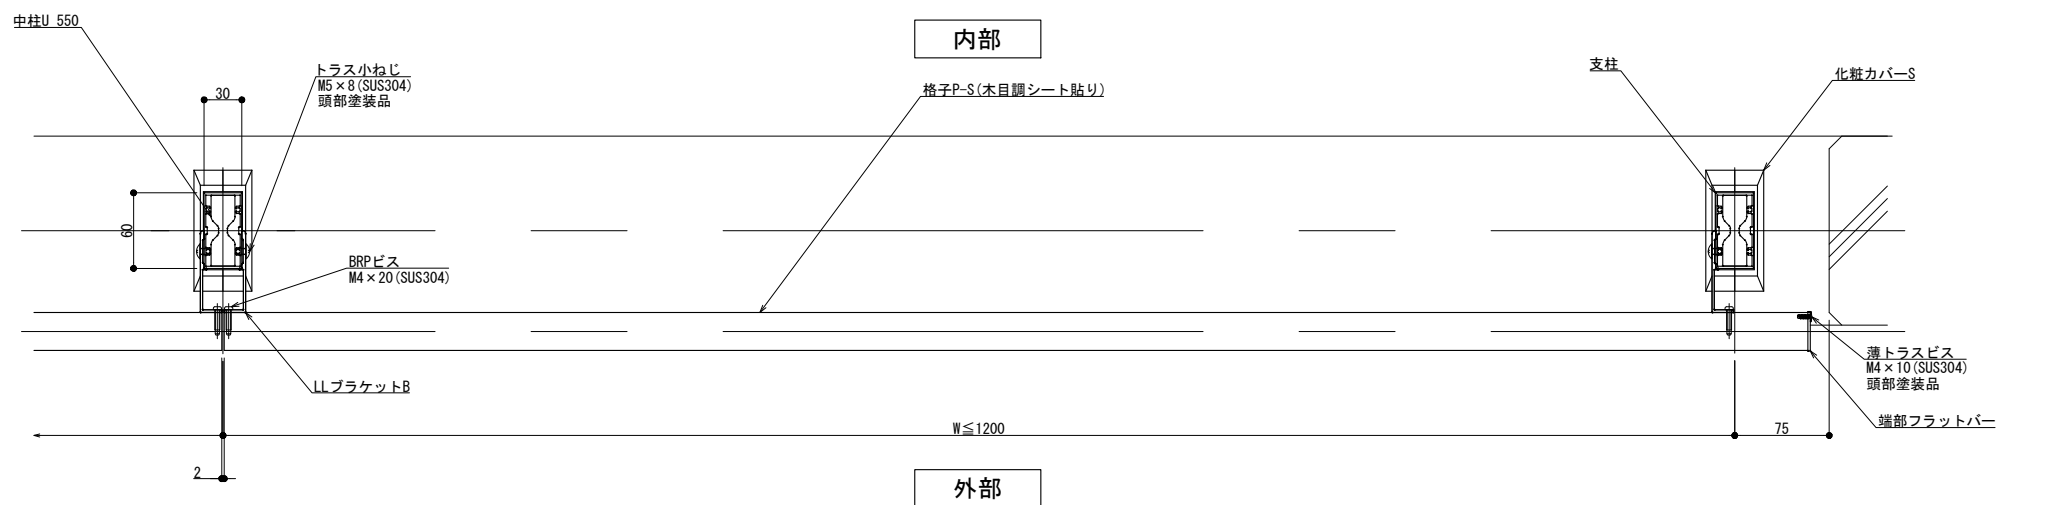 中柱U 550
内部
トラス小ねじ
M5×8(SUS304)
頭部塗装品
30
格子P-S(木目調シート貼り)
支柱
化粧カバーS
60
BRPビス
M4×20(SUS304)
LLブラケットB
薄トラスビス
M4×10(SUS304)
頭部塗装品
端部フラットバー
W≦1200
75
2
外部